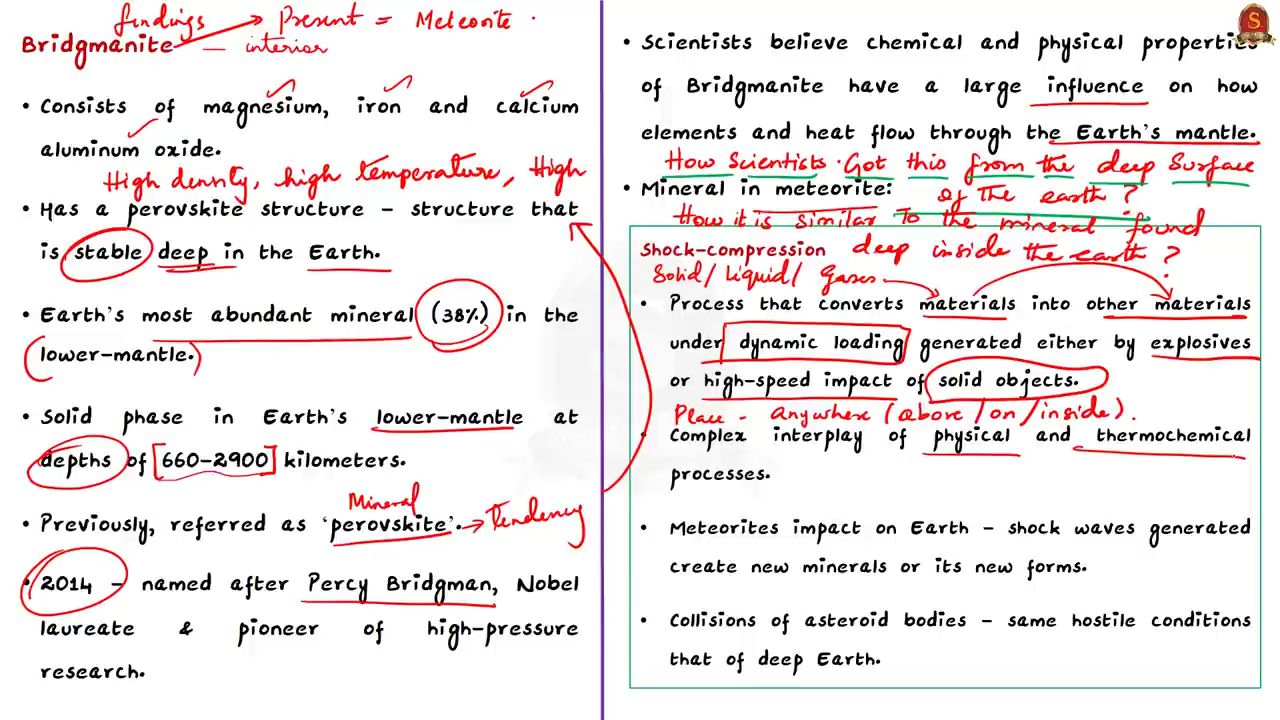 findings → Present = Meteorite.
Bridgmanite — interior
• Consists of magnesium, iron and calcium
aluminum oxide.
High density, high temperature, High
• Has a perovskite structure – structure that
is stable deep in the Earth.
• Earth's most abundant mineral (38%) in the
lower-mantle.
• Solid phase in Earth's lower-mantle at
depths of 660-2900 kilometers.
Mineral
• Previously, referred as 'perovskite'. → Tendency
• 2014 – named after Percy Bridgman, Nobel
laureate & pioneer of high-pressure
research.
S
• Scientists believe chemical and physical properties
of Bridgmanite have a large influence on how
elements and heat flow through the Earth's mantle.
How Scientists Got this from the deep Surface
• Mineral in meteorite: of the earth?
How it is similar To the mineral found
Shock-compression deep inside the earth?
Solid/Liquid/Gases
• Process that converts materials into other materials
under dynamic loading generated either by explosives
or high-speed impact of solid objects.
Place - anywhere (above/on/inside).
• Complex interplay of physical and thermochemical
processes.
• Meteorites impact on Earth – shock waves generated
create new minerals or its new forms.
• Collisions of asteroid bodies – same hostile conditions
that of deep Earth.